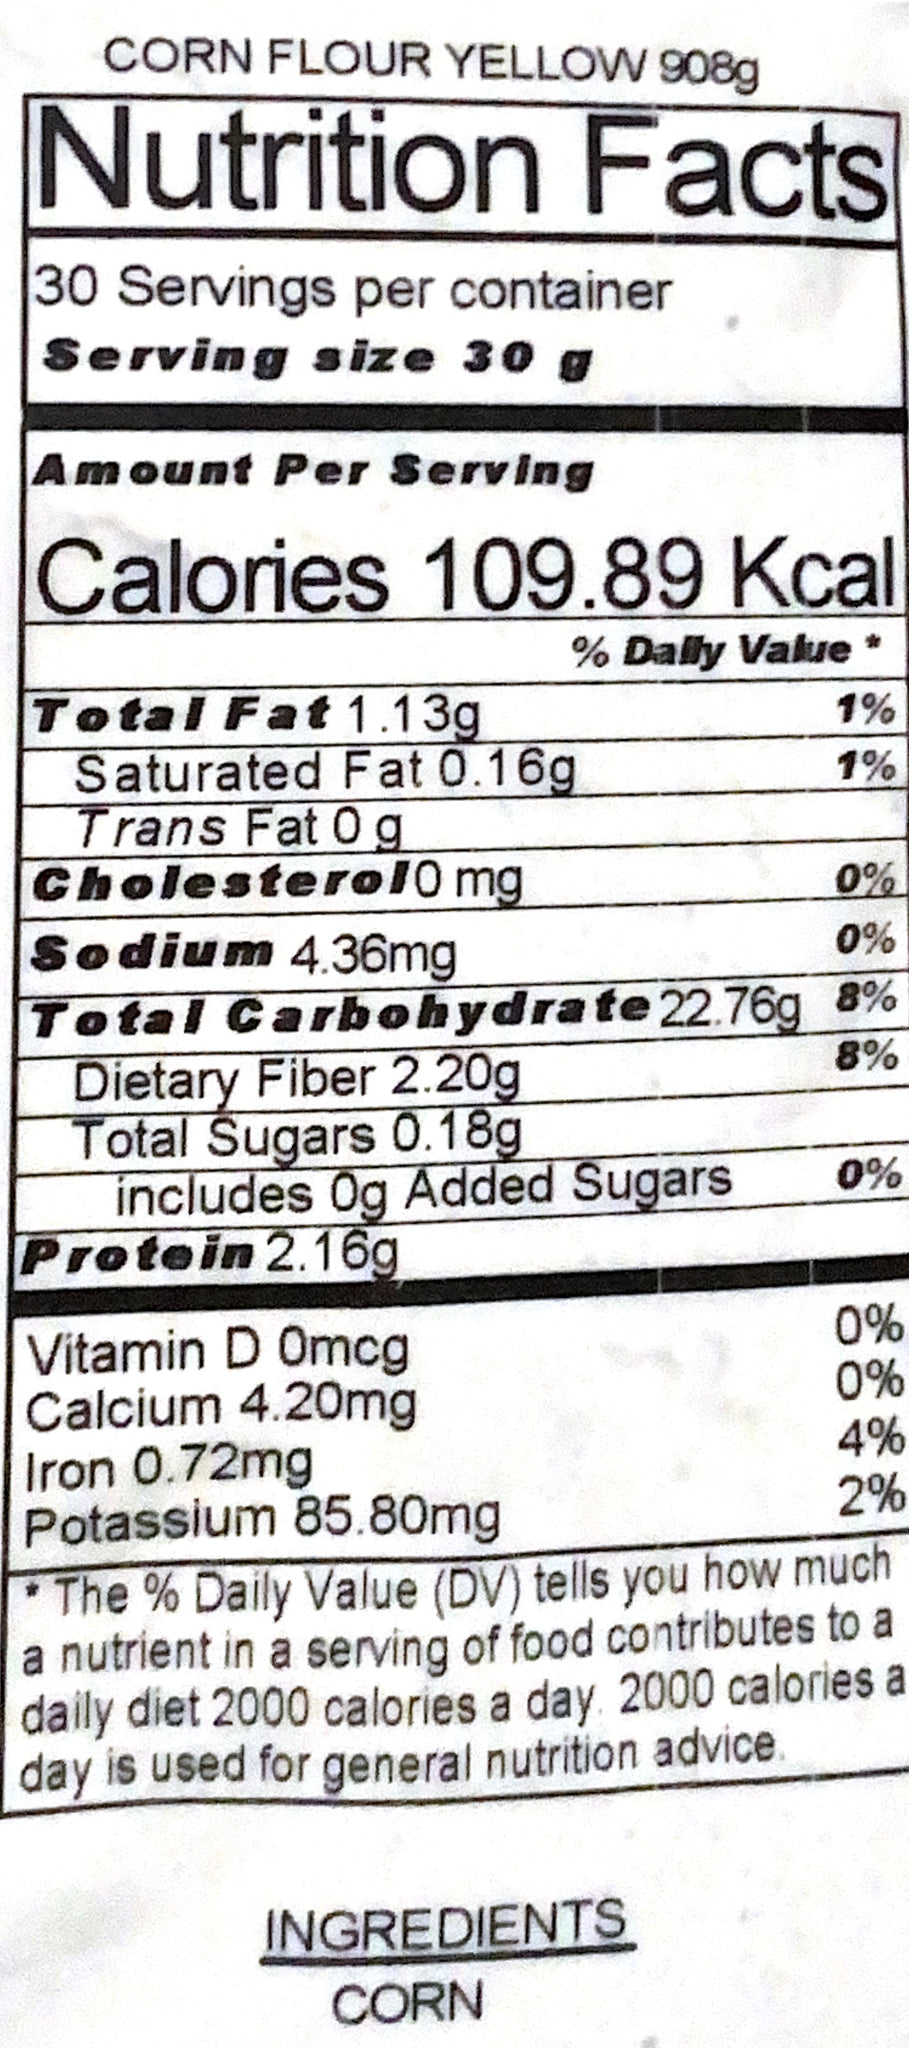 CORN FLOUR YELLOW 908g
Nutrition Facts
30 Servings per container
Serving size 30 g
Amount Per Serving
Calories 109.89 Kcal
% Daily Value *
Total Fat 1.13g 1%
Saturated Fat 0.16g 1%
Trans Fat 0 g
Cholesterol 0 mg 0%
Sodium 4.36mg 0%
Total Carbohydrate 22.76g 8%
Dietary Fiber 2.20g 8%
Total Sugars 0.18g
includes 0g Added Sugars 0%
Protein 2.16g
Vitamin D 0mcg 0%
Calcium 4.20mg 0%
Iron 0.72mg 4%
Potassium 85.80mg 2%
* The % Daily Value (DV) tells you how much
a nutrient in a serving of food contributes to a
daily diet 2000 calories a day. 2000 calories a
day is used for general nutrition advice.
INGREDIENTS
CORN